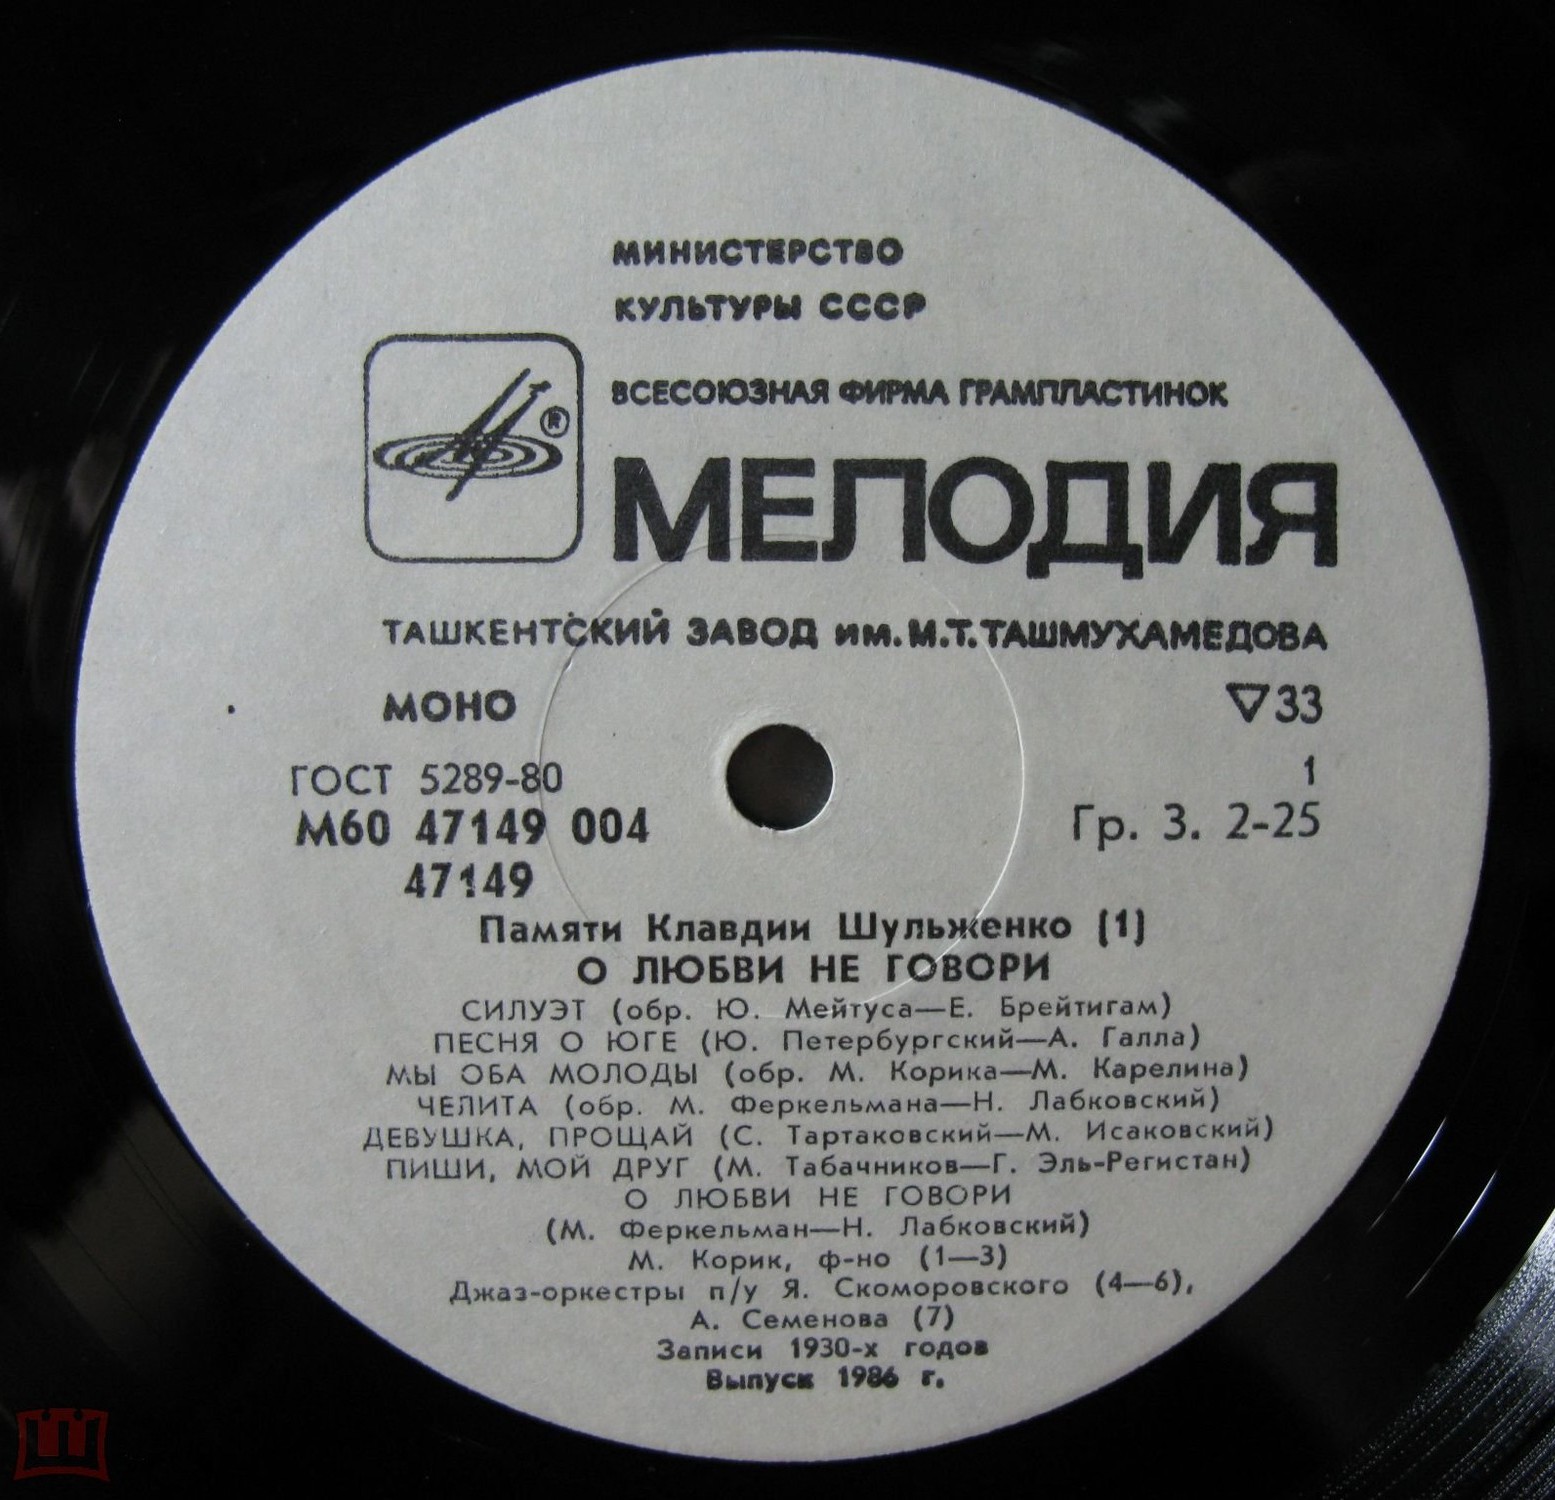 МИНИСТЕРСТВО
КУЛЬТУРЫ СССР
ВСЕСОЮЗНАЯ ФИРМА ГРАМПЛАСТИНОК
®
МЕЛОДИЯ
ТАШКЕНТСКИЙ ЗАВОД им. М.Т. ТАШМУХАМЕДОВА
МОНО ▽33
ГОСТ 5289-80 1
М60 47149 004 Гр. 3. 2-25
47149
Памяти Клавдии Шульженко (1)
О ЛЮБВИ НЕ ГОВОРИ
СИЛУЭТ (обр. Ю. Мейтуса—Е. Брейтигам)
ПЕСНЯ О ЮГЕ (Ю. Петербургский—А. Галла)
МЫ ОБА МОЛОДЫ (обр. М. Корика—М. Карелина)
ЧЕЛИТА (обр. М. Феркельмана—Н. Лабковский)
ДЕВУШКА, ПРОЩАЙ (С. Тартаковский—М. Исаковский)
ПИШИ, МОЙ ДРУГ (М. Табачников—Г. Эль-Регистан)
О ЛЮБВИ НЕ ГОВОРИ
(М. Феркельман—Н. Лабковский)
М. Корик, ф-но (1—3)
Джаз-оркестры п/у Я. Скоморовского (4—6),
А. Семенова (7)
Записи 1930-х годов
Выпуск 1986 г.